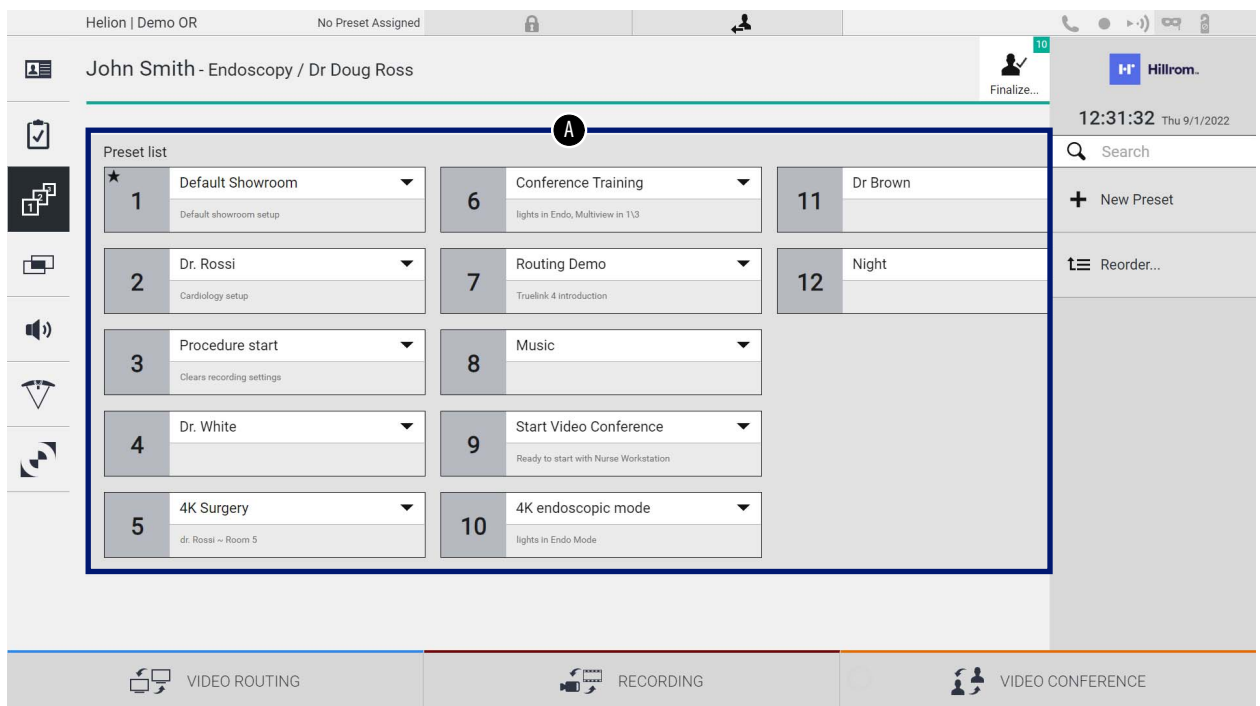 Helion | Demo OR
No Preset Assigned
John Smith - Endoscopy / Dr Doug Ross
10
Finalize...
Hillrom™
12:31:32 Thu 9/1/2022
Search
New Preset
Reorder...
A
Preset list
1
Default Showroom
Default showroom setup
2
Dr. Rossi
Cardiology setup
3
Procedure start
Clears recording settings
4
Dr. White
5
4K Surgery
dr. Rossi ~ Room 5
6
Conference Training
lights in Endo, Multiview in 1\3
7
Routing Demo
Truelink 4 introduction
8
Music
9
Start Video Conference
Ready to start with Nurse Workstation
10
4K endoscopic mode
lights in Endo Mode
11
Dr Brown
12
Night
VIDEO ROUTING
RECORDING
VIDEO CONFERENCE